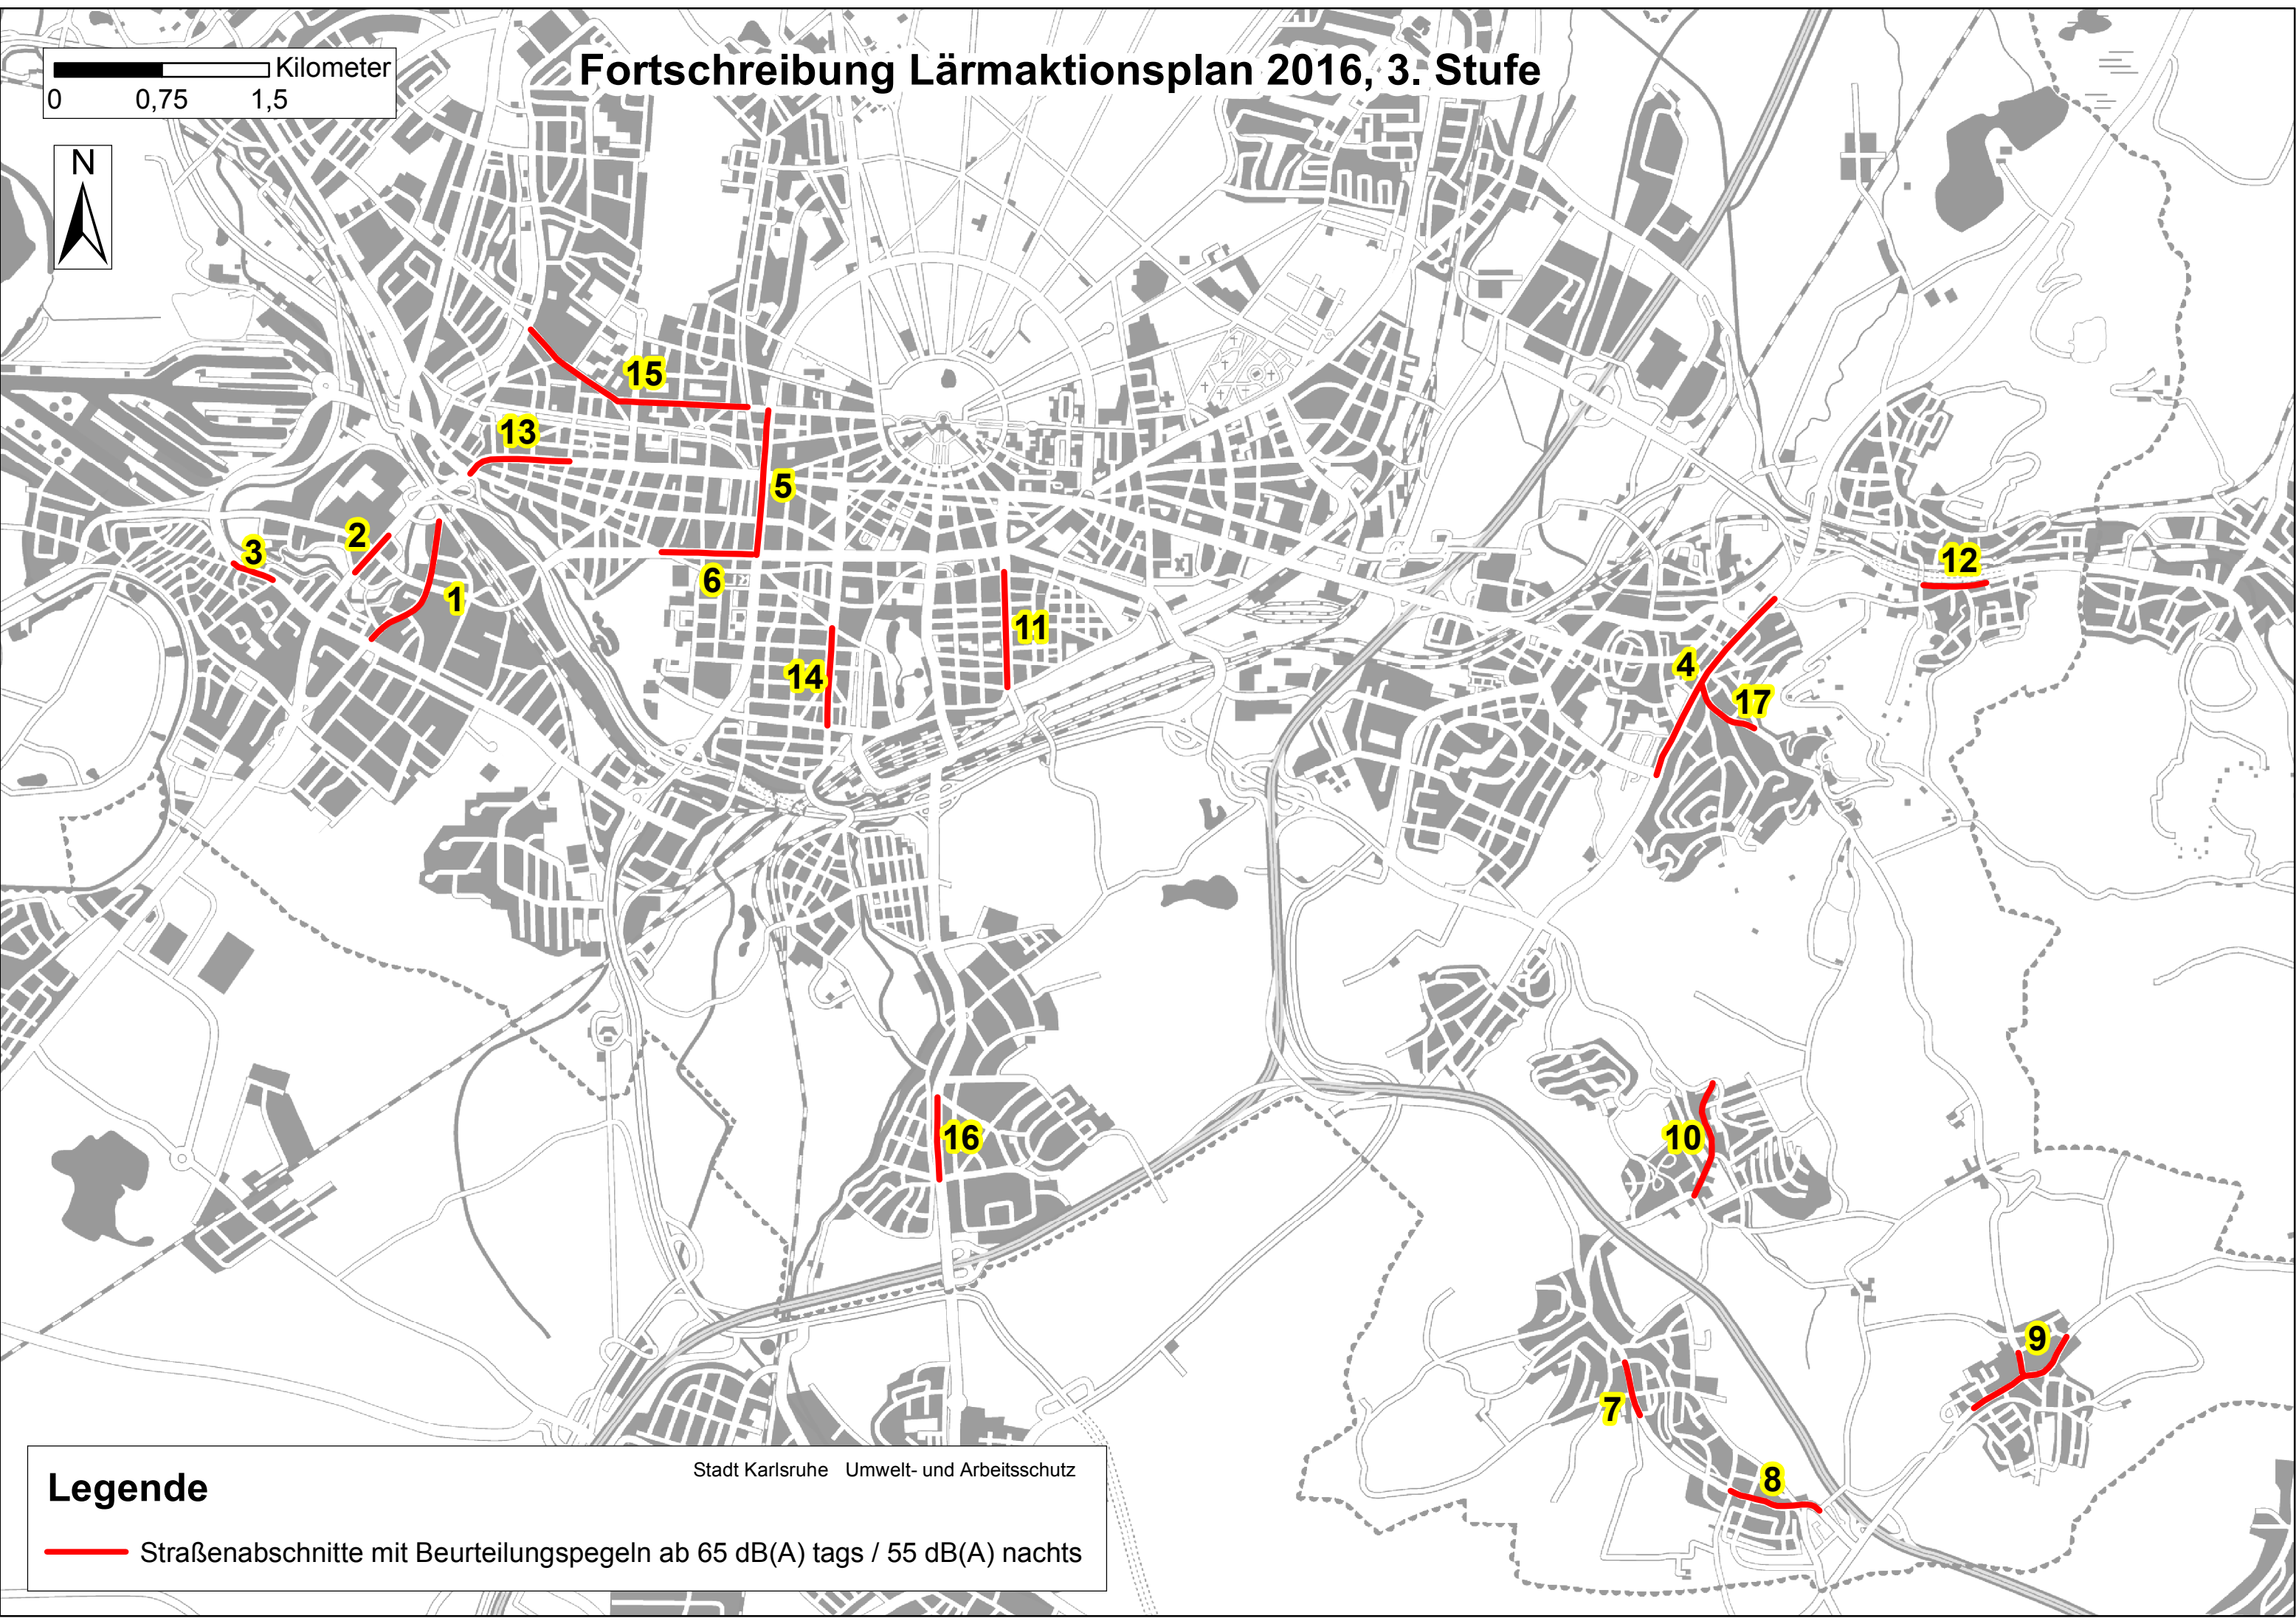 Fortschreibung Lärmaktionsplan 2016, 3. Stufe
Kilometer
0 0,75 1,5
N
15
13
5
2
3
12
6
1
11
4
14
17
16
10
9
7
8
Stadt Karlsruhe Umwelt- und Arbeitsschutz
Legende
Straßenabschnitte mit Beurteilungspegeln ab 65 dB(A) tags / 55 dB(A) nachts